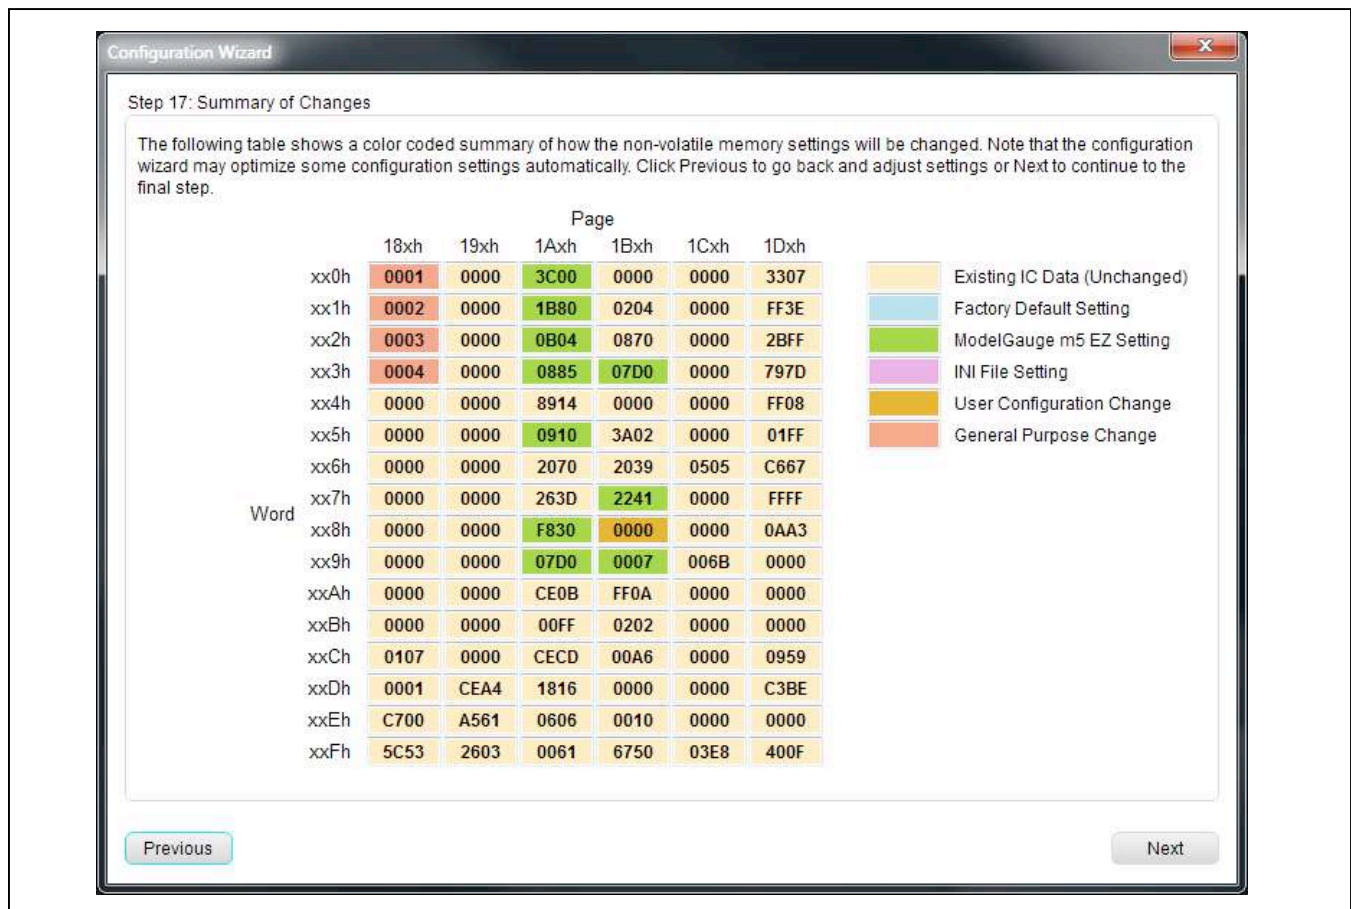 Configuration Wizard
x
Step 17: Summary of Changes
The following table shows a color coded summary of how the non-volatile memory settings will be changed. Note that the configuration
wizard may optimize some configuration settings automatically. Click Previous to go back and adjust settings or Next to continue to the
final step.
Page
18xh 19xh 1Axh 1Bxh 1Cxh 1Dxh
xx0h 0001 0000 3C00 0000 0000 3307 Existing IC Data (Unchanged)
xx1h 0002 0000 1B80 0204 0000 FF3E Factory Default Setting
xx2h 0003 0000 0B04 0870 0000 2BFF ModelGauge m5 EZ Setting
xx3h 0004 0000 0885 07D0 0000 797D INI File Setting
xx4h 0000 0000 8914 0000 0000 FF08 User Configuration Change
xx5h 0000 0000 0910 3A02 0000 01FF General Purpose Change
xx6h 0000 0000 2070 2039 0505 C667
xx7h 0000 0000 263D 2241 0000 FFFF
Word
xx8h 0000 0000 F830 0000 0000 0AA3
xx9h 0000 0000 07D0 0007 006B 0000
xxAh 0000 0000 CE0B FF0A 0000 0000
xxBh 0000 0000 00FF 0202 0000 0000
xxCh 0107 0000 CECD 00A6 0000 0959
xxDh 0001 CEA4 1816 0000 0000 C3BE
xxEh C700 A561 0606 0010 0000 0000
xxFh 5C53 2603 0061 6750 03E8 400F
Previous Next